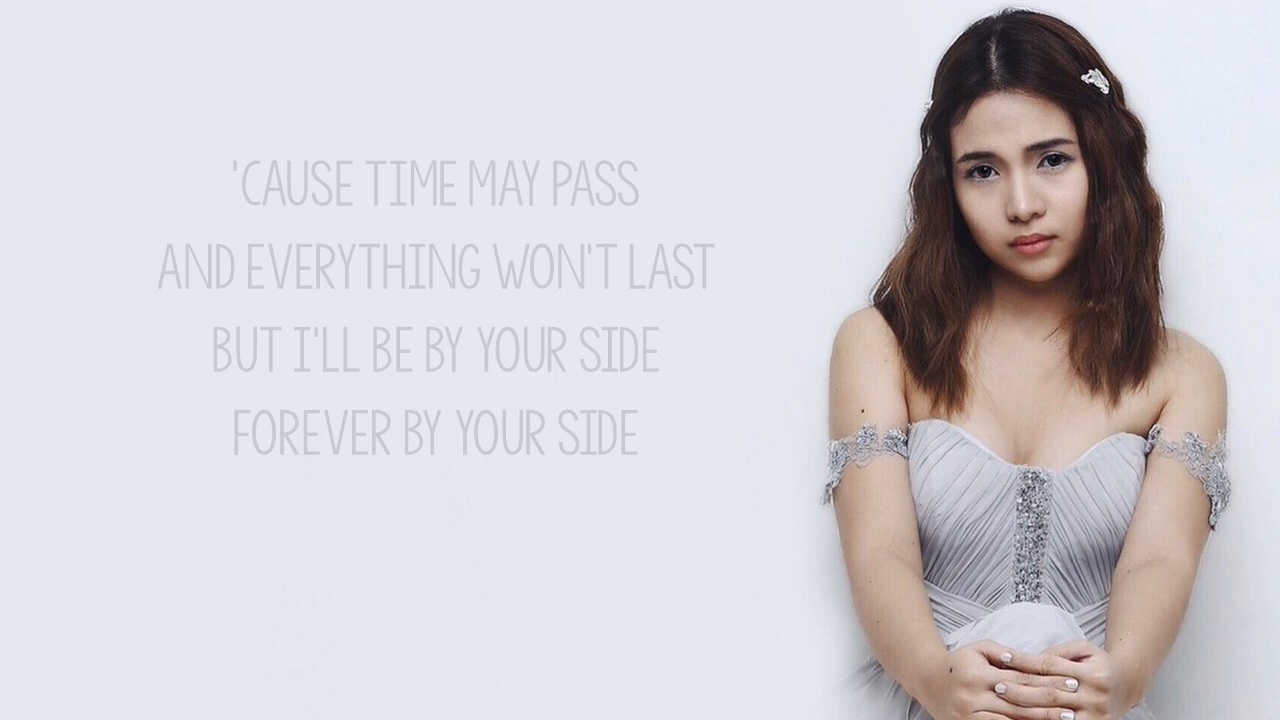 'CAUSE TIME MAY PASS
AND EVERYTHING WON'T LAST
BUT I'LL BE BY YOUR SIDE
FOREVER BY YOUR SIDE